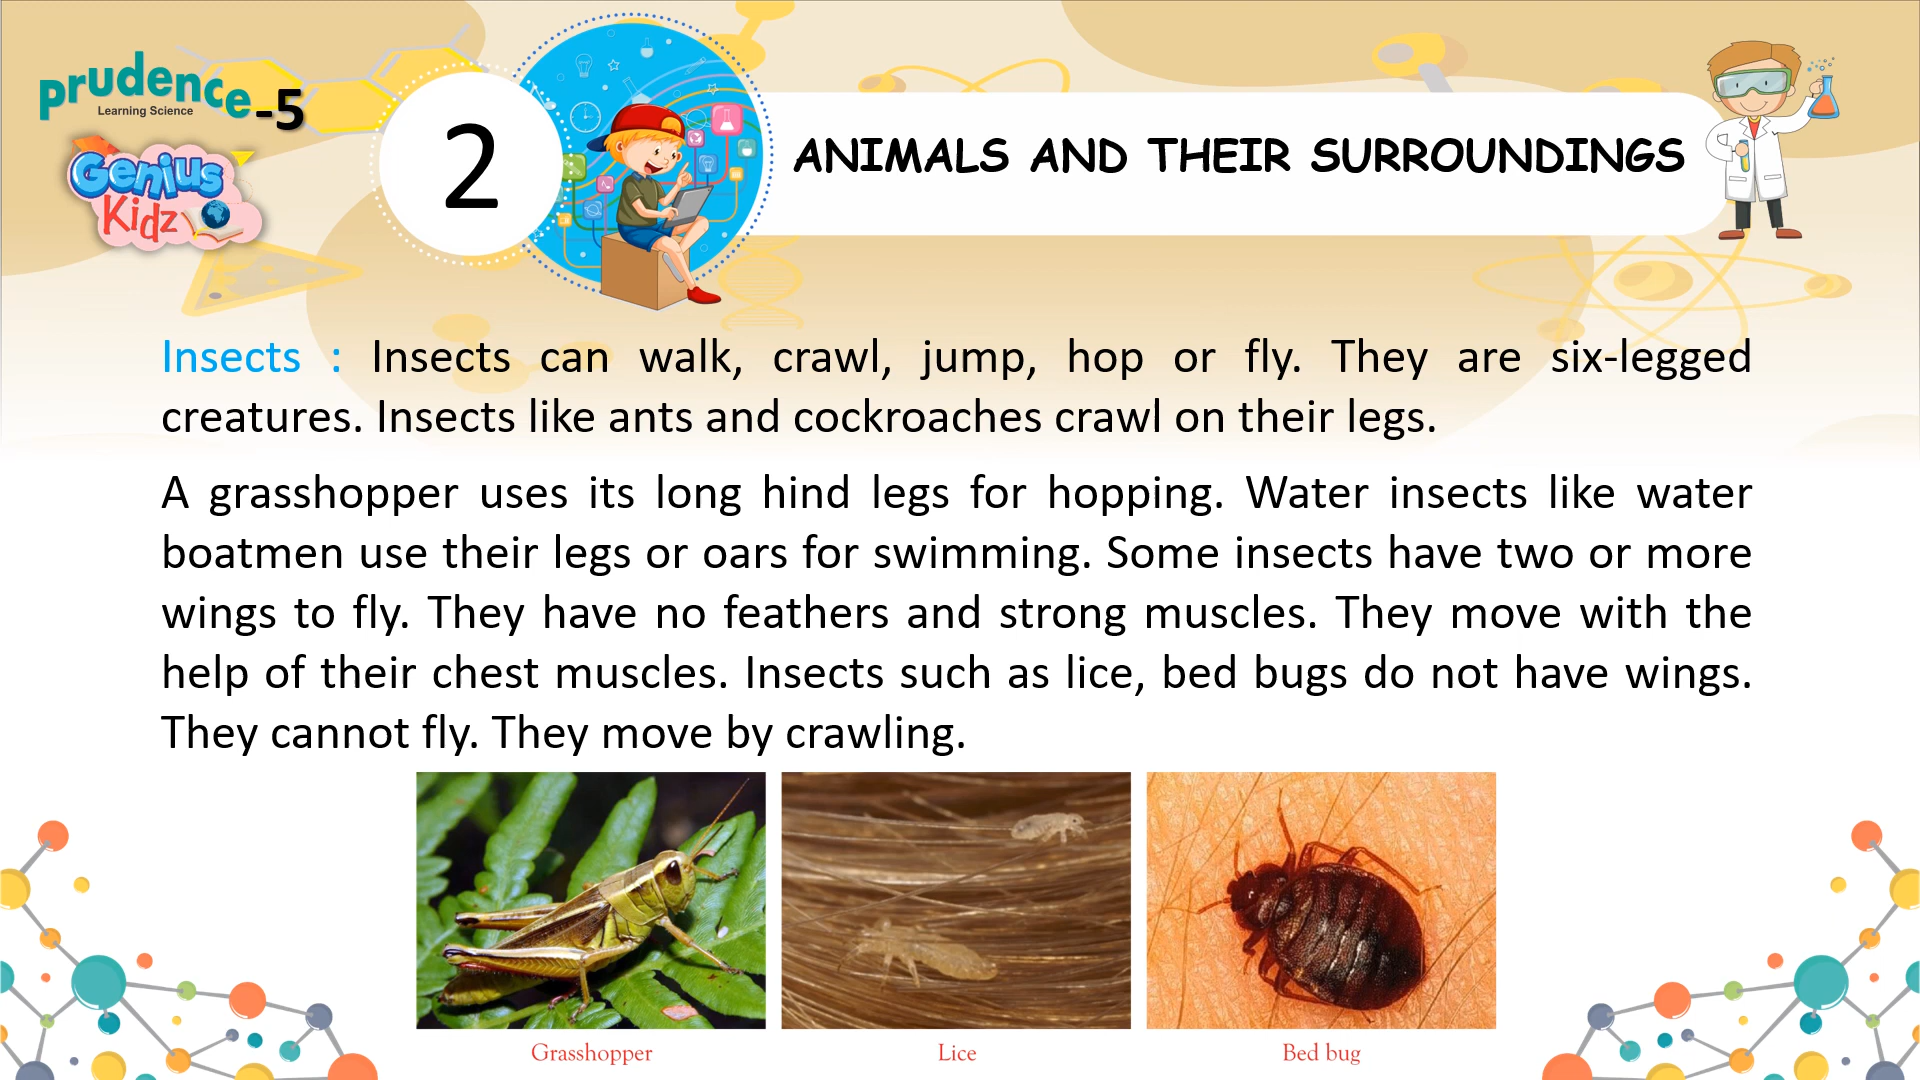 prudence-5
Learning Science
Genius
Kidz
2
ANIMALS AND THEIR SURROUNDINGS
Insects : Insects can walk, crawl, jump, hop or fly. They are six-legged
creatures. Insects like ants and cockroaches crawl on their legs.
A grasshopper uses its long hind legs for hopping. Water insects like water
boatmen use their legs or oars for swimming. Some insects have two or more
wings to fly. They have no feathers and strong muscles. They move with the
help of their chest muscles. Insects such as lice, bed bugs do not have wings.
They cannot fly. They move by crawling.
Grasshopper
Lice
Bed bug